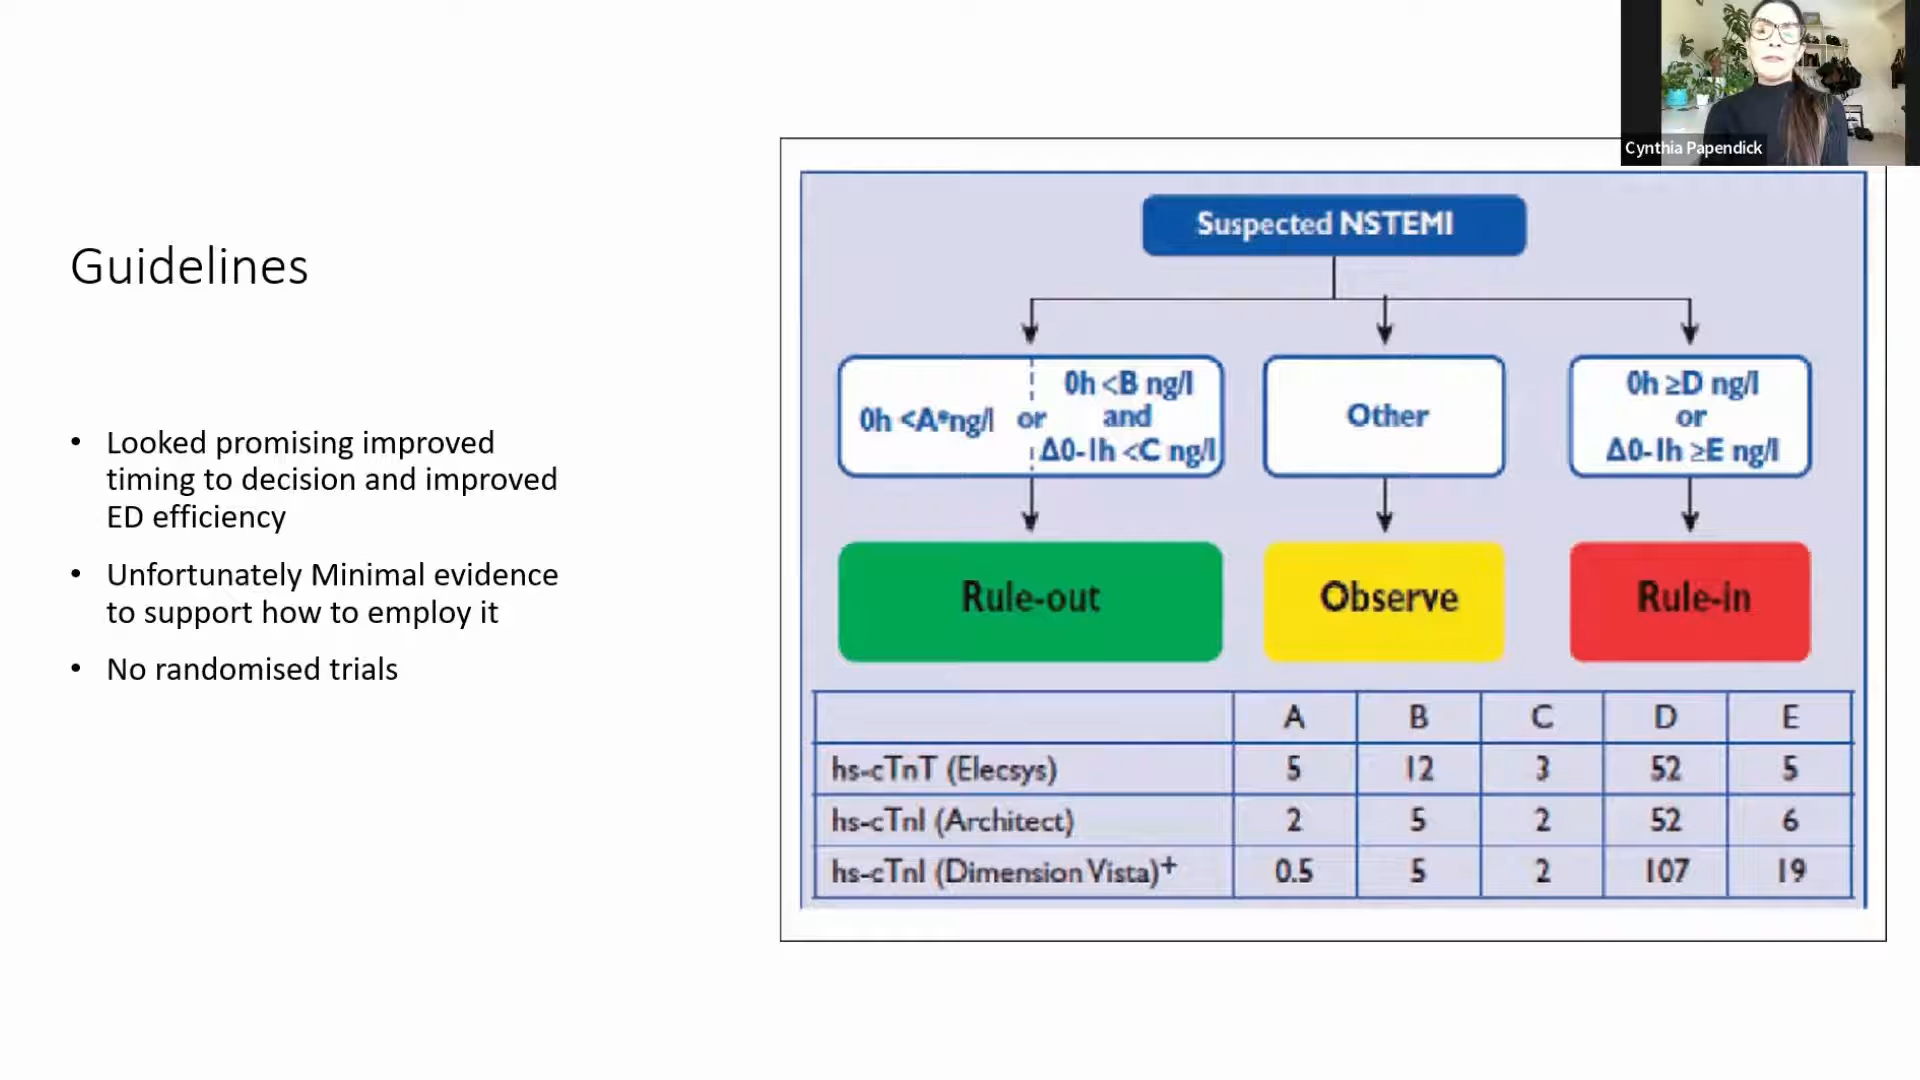 Cynthia Papendick
Guidelines
• Looked promising improved
timing to decision and improved
ED efficiency
• Unfortunately Minimal evidence
to support how to employ it
• No randomised trials
Suspected NSTEMI
0h <A*ng/l or 0h <B ng/l
and
Δ0-1h <C ng/l
Other
0h ≥D ng/l
or
Δ0-1h ≥E ng/l
Rule-out
Observe
Rule-in
A B C D E
hs-cTnT (Elecsys) 5 12 3 52 5
hs-cTnI (Architect) 2 5 2 52 6
hs-cTnI (Dimension Vista)+ 0.5 5 2 107 19